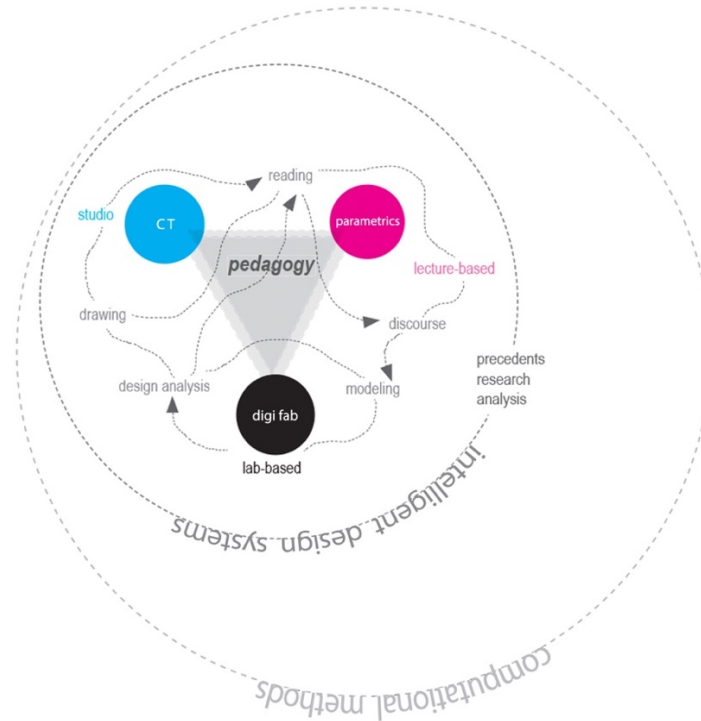 reading
studio
CT
parametrics
pedagogy
lecture-based
drawing
discourse
design analysis
modeling
precedents
research
analysis
digi fab
lab-based
intelligent design systems
computational methods